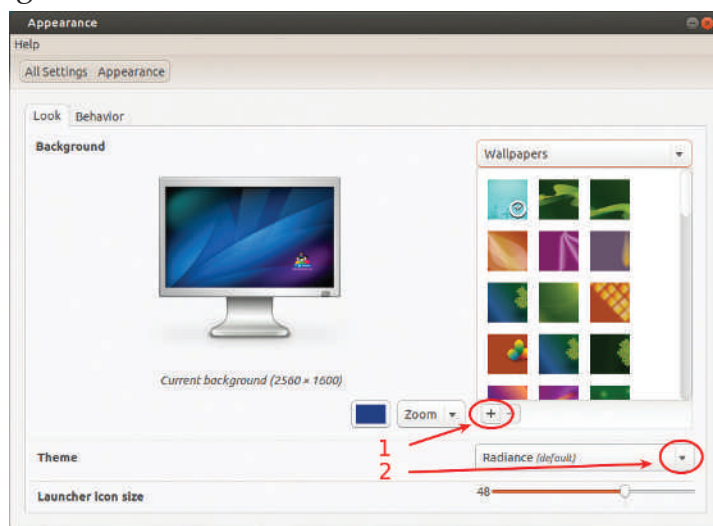 Appearance
Help
All Settings Appearance
Look Behavior
Background
Wallpapers
Current background (2560 × 1600)
Zoom + -
1
Theme
Radiance (default)
2
Launcher icon size
48